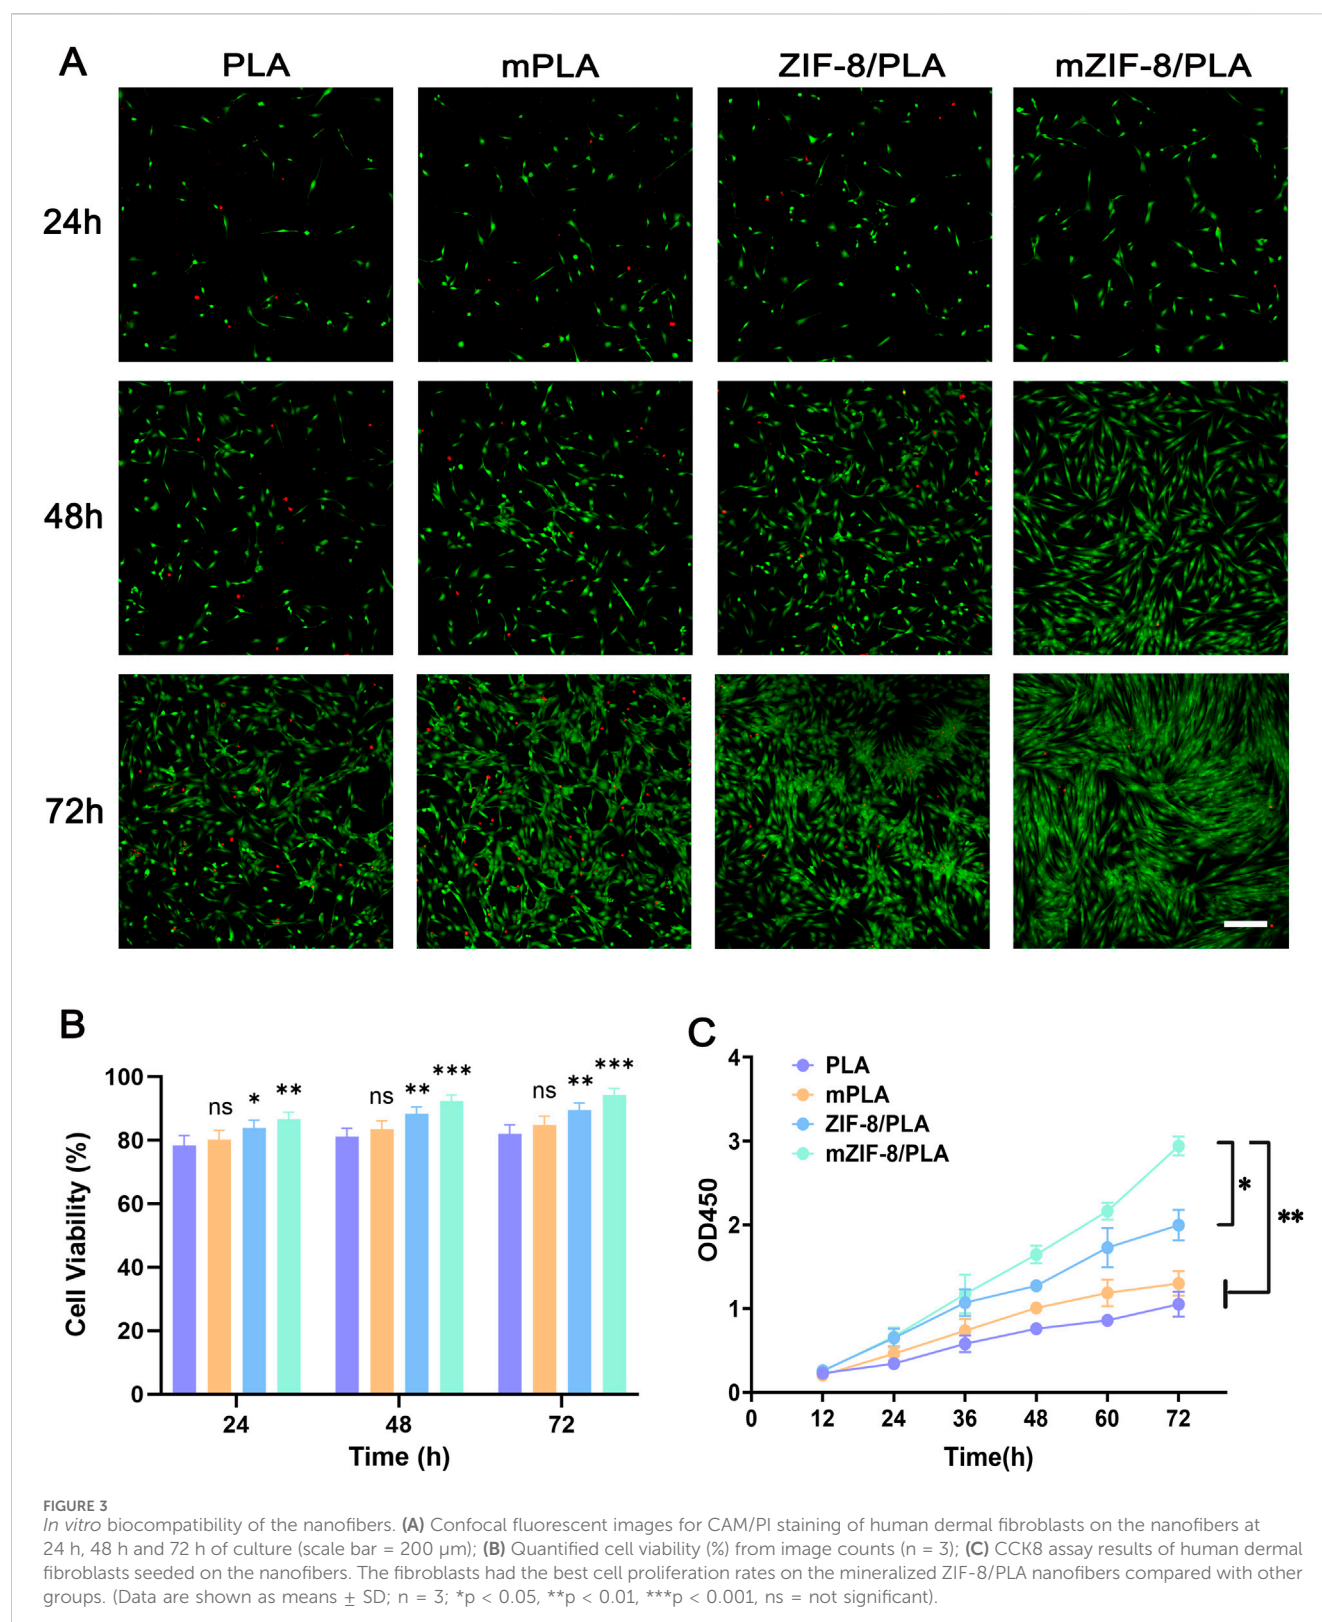 A
PLA mPLA ZIF-8/PLA mZIF-8/PLA
24h
48h
72h
B
Cell Viability (%)
100
80
60
40
20
0
ns * **
ns ** ***
ns ** ***
24 48 72
Time (h)
C
OD450
4
3
2
1
0
PLA
mPLA
ZIF-8/PLA
mZIF-8/PLA
*
**
0 12 24 36 48 60 72
Time(h)
FIGURE 3
In vitro biocompatibility of the nanofibers. (A) Confocal fluorescent images for CAM/PI staining of human dermal fibroblasts on the nanofibers at
24 h, 48 h and 72 h of culture (scale bar = 200 μm); (B) Quantified cell viability (%) from image counts (n = 3); (C) CCK8 assay results of human dermal
fibroblasts seeded on the nanofibers. The fibroblasts had the best cell proliferation rates on the mineralized ZIF-8/PLA nanofibers compared with other
groups. (Data are shown as means ± SD; n = 3; *p < 0.05, **p < 0.01, ***p < 0.001, ns = not significant).